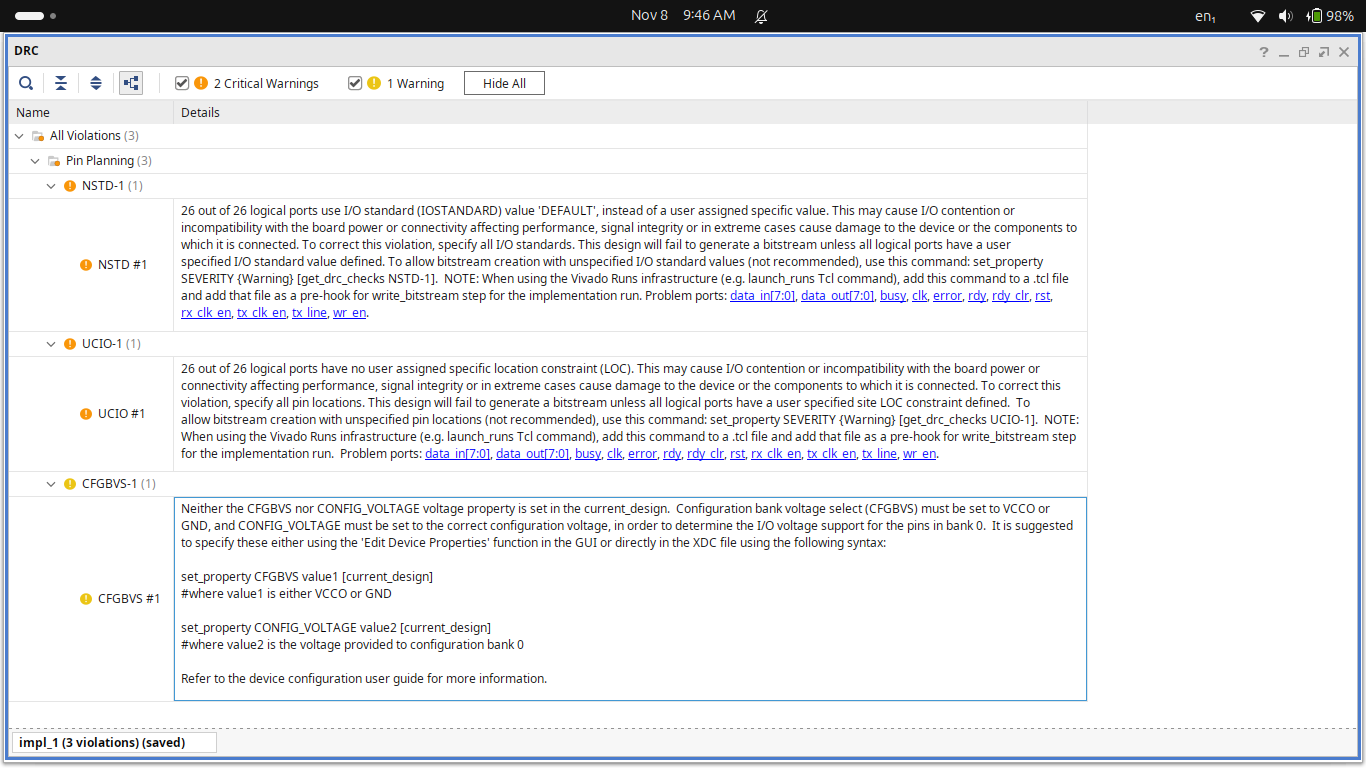 Nov 8 9:46 AM
en₁ 98%
DRC
2 Critical Warnings 1 Warning Hide All
Name Details
All Violations (3)
Pin Planning (3)
NSTD-1 (1)
NSTD #1
26 out of 26 logical ports use I/O standard (IOSTANDARD) value 'DEFAULT', instead of a user assigned specific value. This may cause I/O contention or
incompatibility with the board power or connectivity affecting performance, signal integrity or in extreme cases cause damage to the device or the components to
which it is connected. To correct this violation, specify all I/O standards. This design will fail to generate a bitstream unless all logical ports have a user
specified I/O standard value defined. To allow bitstream creation with unspecified I/O standard values (not recommended), use this command: set_property
SEVERITY {Warning} [get_drc_checks NSTD-1].  NOTE: When using the Vivado Runs infrastructure (e.g. launch_runs Tcl command), add this command to a .tcl file
and add that file as a pre-hook for write_bitstream step for the implementation run. Problem ports: data_in[7:0], data_out[7:0], busy, clk, error, rdy, rdy_clr, rst,
rx_clk_en, tx_clk_en, tx_line, wr_en.
UCIO-1 (1)
UCIO #1
26 out of 26 logical ports have no user assigned specific location constraint (LOC). This may cause I/O contention or incompatibility with the board power or
connectivity affecting performance, signal integrity or in extreme cases cause damage to the device or the components to which it is connected. To correct this
violation, specify all pin locations. This design will fail to generate a bitstream unless all logical ports have a user specified site LOC constraint defined.  To
allow bitstream creation with unspecified pin locations (not recommended), use this command: set_property SEVERITY {Warning} [get_drc_checks UCIO-1].  NOTE:
When using the Vivado Runs infrastructure (e.g. launch_runs Tcl command), add this command to a .tcl file and add that file as a pre-hook for write_bitstream step
for the implementation run.  Problem ports: data_in[7:0], data_out[7:0], busy, clk, error, rdy, rdy_clr, rst, rx_clk_en, tx_clk_en, tx_line, wr_en.
CFGBVS-1 (1)
CFGBVS #1
Neither the CFGBVS nor CONFIG_VOLTAGE voltage property is set in the current_design.  Configuration bank voltage select (CFGBVS) must be set to VCCO or
GND, and CONFIG_VOLTAGE must be set to the correct configuration voltage, in order to determine the I/O voltage support for the pins in bank 0.  It is suggested
to specify these either using the 'Edit Device Properties' function in the GUI or directly in the XDC file using the following syntax:
set_property CFGBVS value1 [current_design]
#where value1 is either VCCO or GND
set_property CONFIG_VOLTAGE value2 [current_design]
#where value2 is the voltage provided to configuration bank 0
Refer to the device configuration user guide for more information.
impl_1 (3 violations) (saved)